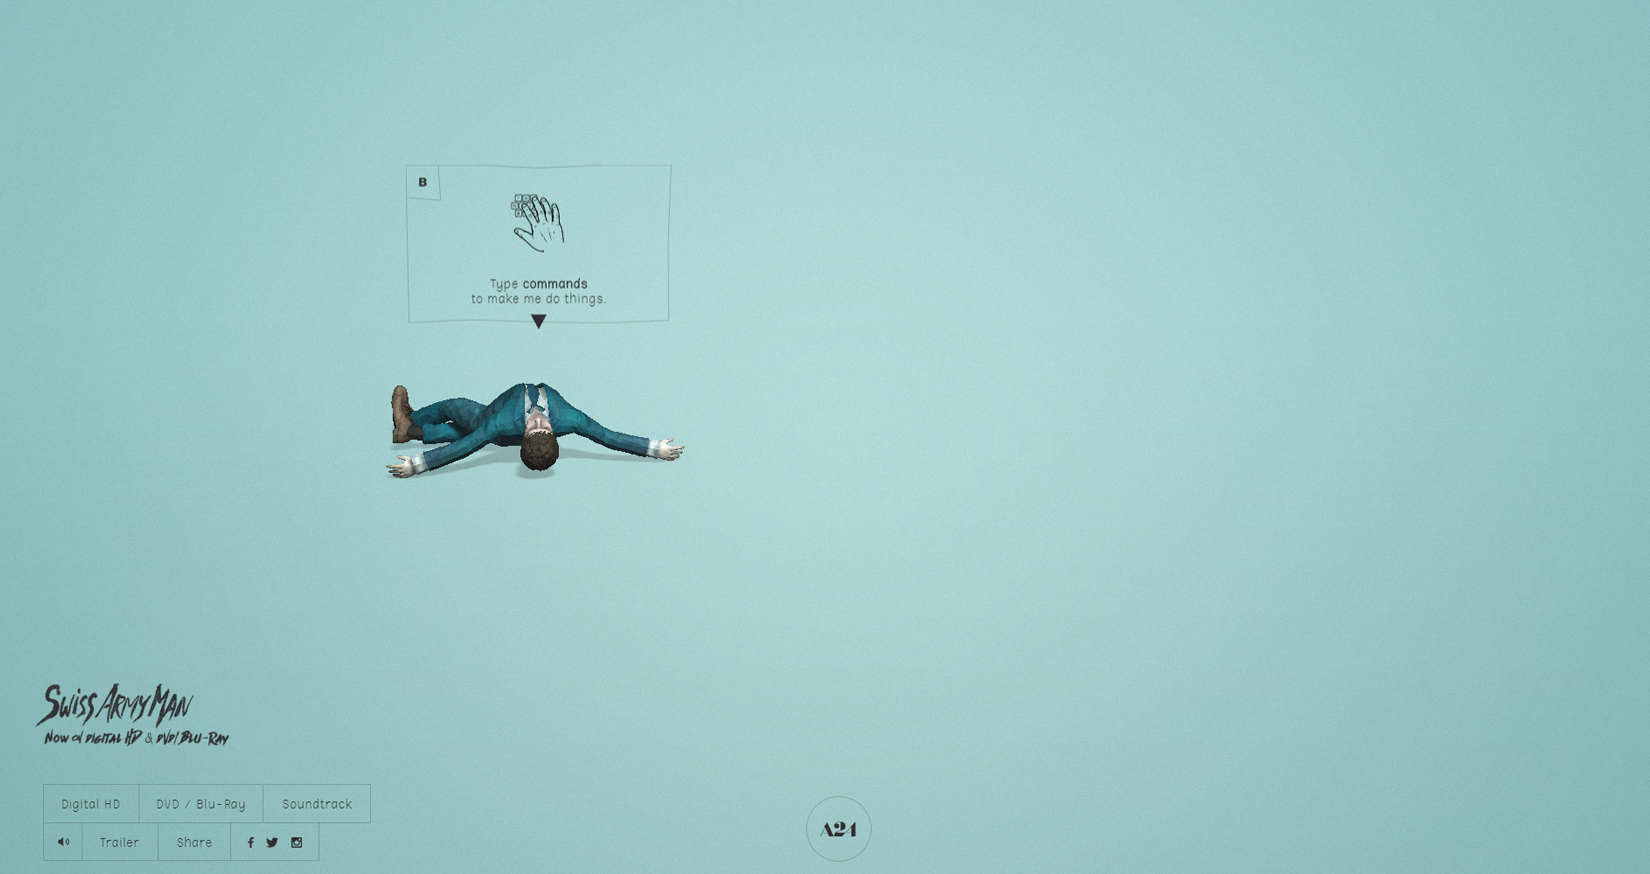 B
Type commands
to make me do things.
Swiss Army Man
Now on Digital HD & DVD/Blu-Ray
Digital HD
DVD / Blu-Ray
Soundtrack
Trailer
Share
A24